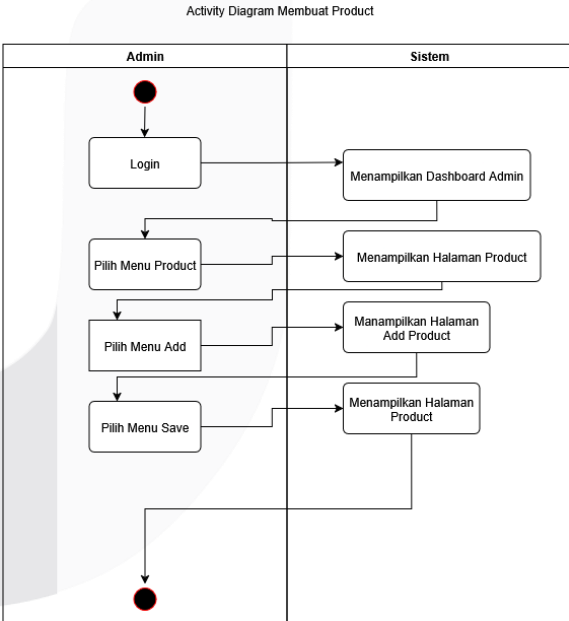 Activity Diagram Membuat Product
Admin
Sistem
Login
Menampilkan Dashboard Admin
Pilih Menu Product
Menampilkan Halaman Product
Pilih Menu Add
Manampilkan Halaman
Add Product
Pilih Menu Save
Menampilkan Halaman
Product